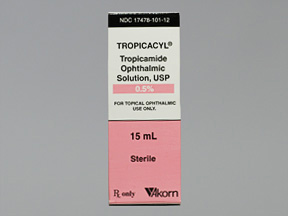 NDC 17478-101-12
TROPICACYL®
Tropicamide
Ophthalmic
Solution, USP
0.5%
FOR TOPICAL OPHTHALMIC
USE ONLY.
15 mL
Sterile
Rx only
Akorn